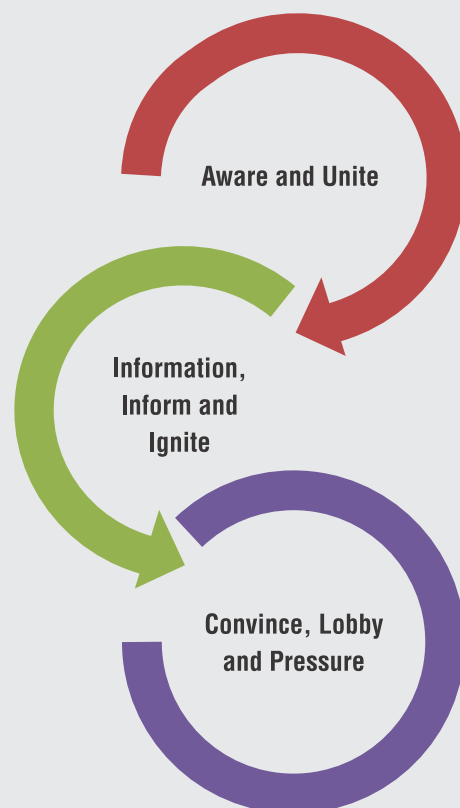 Aware and Unite
Information,
Inform and
Ignite
Convince, Lobby
and Pressure